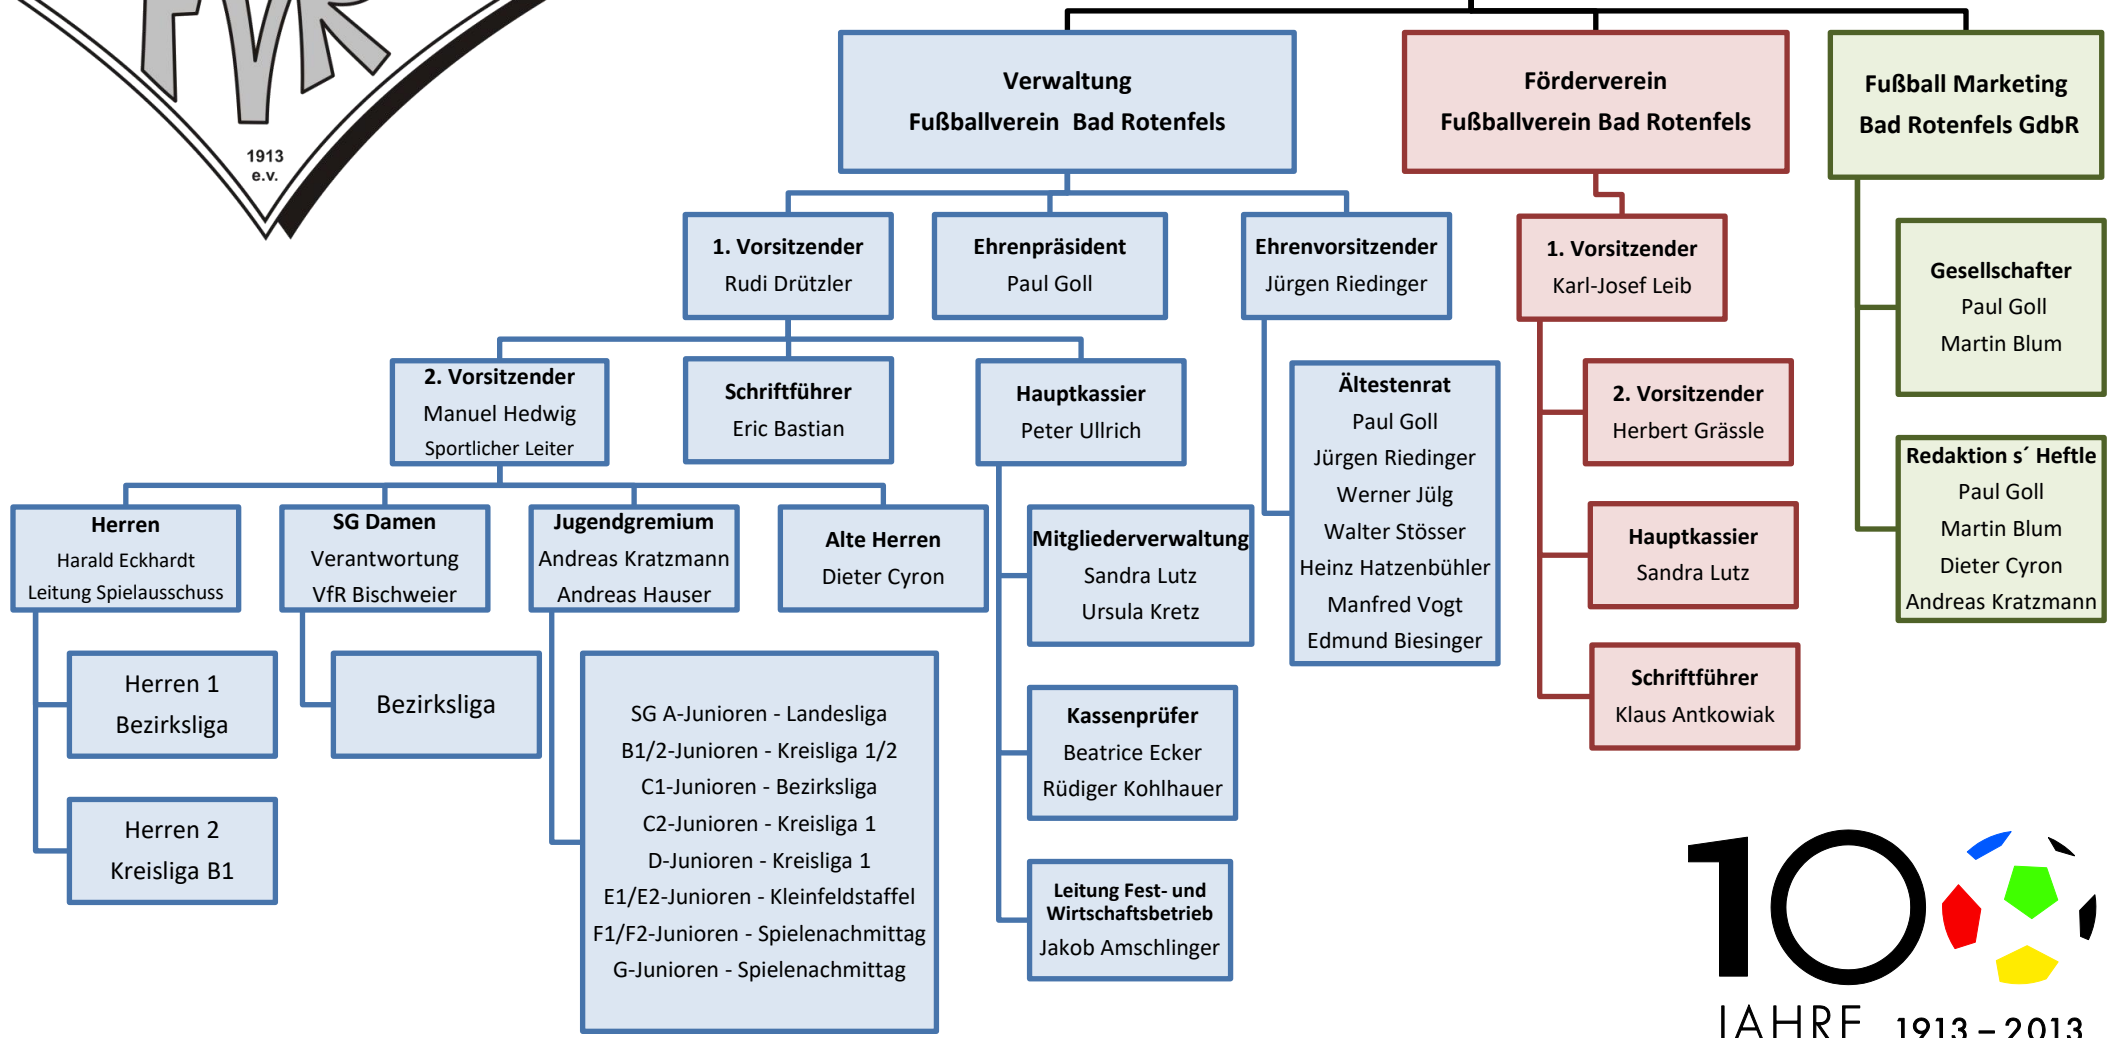 FVR
1913
e.v.
Verwaltung
Fußballverein Bad Rotenfels
Förderverein
Fußballverein Bad Rotenfels
Fußball Marketing
Bad Rotenfels GdbR
1. Vorsitzender
Rudi Drützler
Ehrenpräsident
Paul Goll
Ehrenvorsitzender
Jürgen Riedinger
1. Vorsitzender
Karl-Josef Leib
Gesellschafter
Paul Goll
Martin Blum
2. Vorsitzender
Manuel Hedwig
Sportlicher Leiter
Schriftführer
Eric Bastian
Hauptkassier
Peter Ullrich
Ältestenrat
Paul Goll
Jürgen Riedinger
Werner Jülg
Walter Stösser
Heinz Hatzenbühler
Manfred Vogt
Edmund Biesinger
2. Vorsitzender
Herbert Grässle
Redaktion s´ Heftle
Paul Goll
Martin Blum
Dieter Cyron
Andreas Kratzmann
Herren
Harald Eckhardt
Leitung Spielausschuss
SG Damen
Verantwortung
VfR Bischweier
Jugendgremium
Andreas Kratzmann
Andreas Hauser
Alte Herren
Dieter Cyron
Mitgliederverwaltung
Sandra Lutz
Ursula Kretz
Hauptkassier
Sandra Lutz
Schriftführer
Klaus Antkowiak
Herren 1
Bezirksliga
Bezirksliga
SG A-Junioren - Landesliga
B1/2-Junioren - Kreisliga 1/2
C1-Junioren - Bezirksliga
C2-Junioren - Kreisliga 1
D-Junioren - Kreisliga 1
E1/E2-Junioren - Kleinfeldstaffel
F1/F2-Junioren - Spielenachmittag
G-Junioren - Spielenachmittag
Kassenprüfer
Beatrice Ecker
Rüdiger Kohlhauer
Herren 2
Kreisliga B1
Leitung Fest- und
Wirtschaftsbetrieb
Jakob Amschlinger
100
JAHRE 1913 – 2013